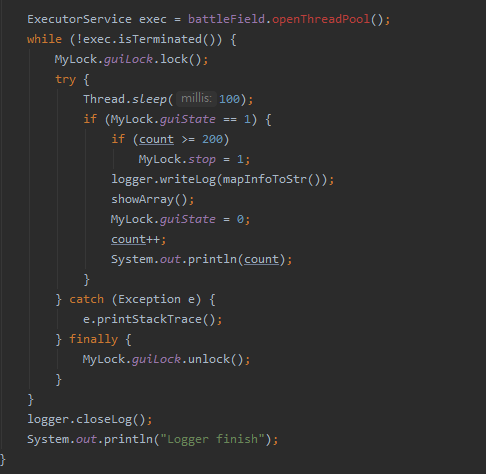 ExecutorService exec = battleField.openThreadPool();
while (!exec.isTerminated()) {
MyLock.guiLock.lock();
try {
Thread.sleep( millis: 100);
if (MyLock.guiState == 1) {
if (count >= 200)
MyLock.stop = 1;
logger.writeLog(mapInfoToStr());
showArray();
MyLock.guiState = 0;
count++;
System.out.println(count);
}
} catch (Exception e) {
e.printStackTrace();
} finally {
MyLock.guiLock.unlock();
}
}
logger.closeLog();
System.out.println("Logger finish");
}